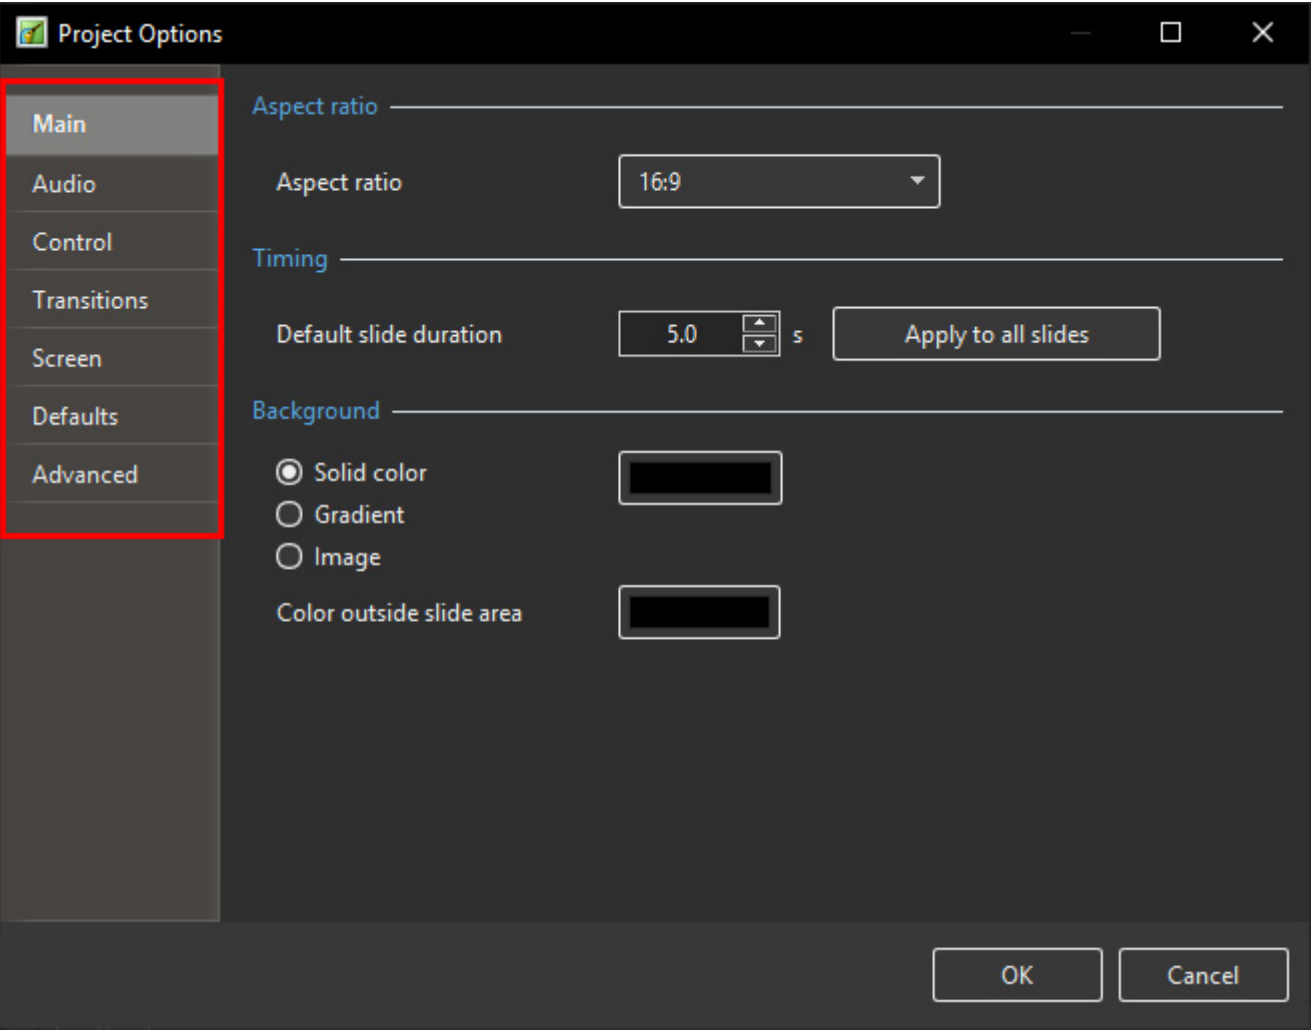 Project Options
Main
Audio
Control
Transitions
Screen
Defaults
Advanced
Aspect ratio
Aspect ratio 16:9
Timing
Default slide duration 5.0 s Apply to all slides
Background
Solid color
Gradient
Image
Color outside slide area
OK Cancel